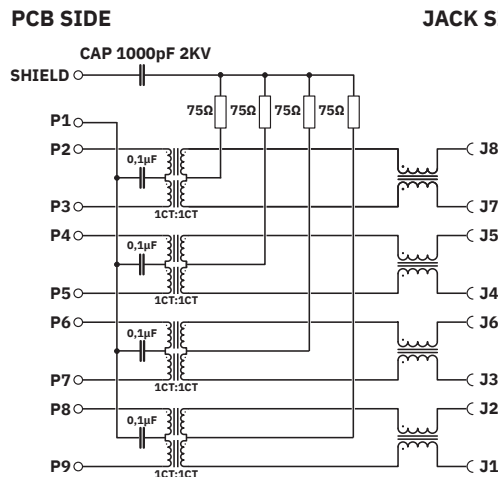 PCB SIDE JACK S
CAP 1000pF 2KV
SHIELD
75Ω 75Ω 75Ω 75Ω
P1
P2 0,1µF J8
P3 1CT:1CT J7
P4 0,1µF J5
P5 1CT:1CT J4
P6 0,1µF J6
P7 1CT:1CT J3
P8 0,1µF J2
P9 1CT:1CT J1